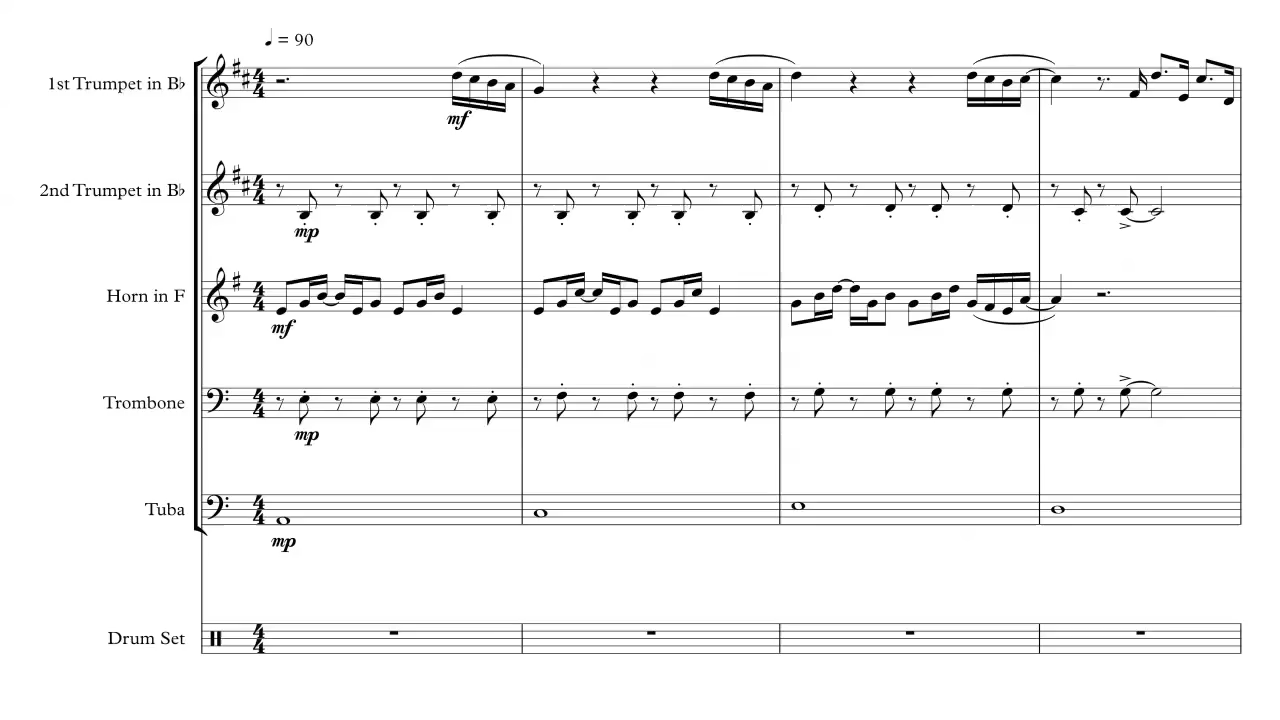 ♩ = 90
1st Trumpet in B♭
mf
2nd Trumpet in B♭
mp
Horn in F
mf
Trombone
mp
Tuba
mp
Drum Set